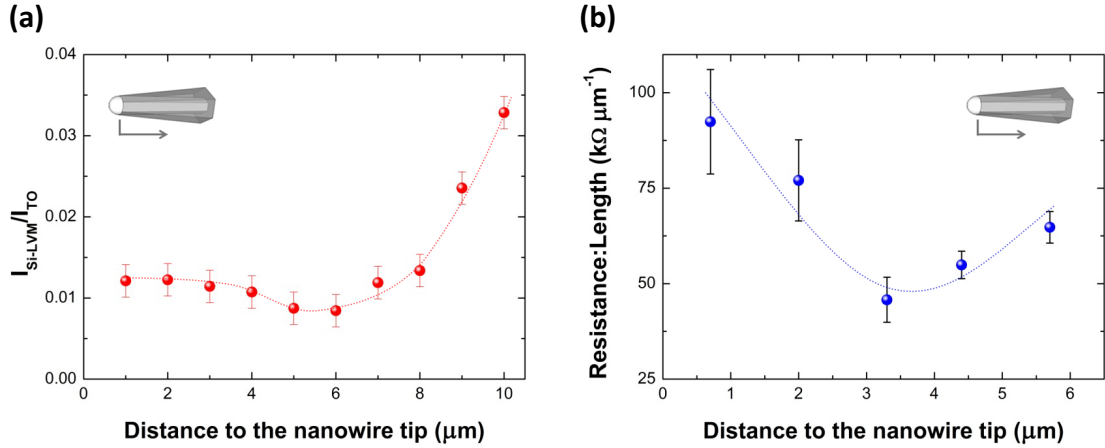 (a)
0.04
0.03
0.02
0.01
0.00
I_Si-LVM/I_TO
0 2 4 6 8 10
Distance to the nanowire tip (μm)
(b)
100
75
50
25
Resistance:Length (kΩ μm⁻¹)
0 1 2 3 4 5 6
Distance to the nanowire tip (μm)